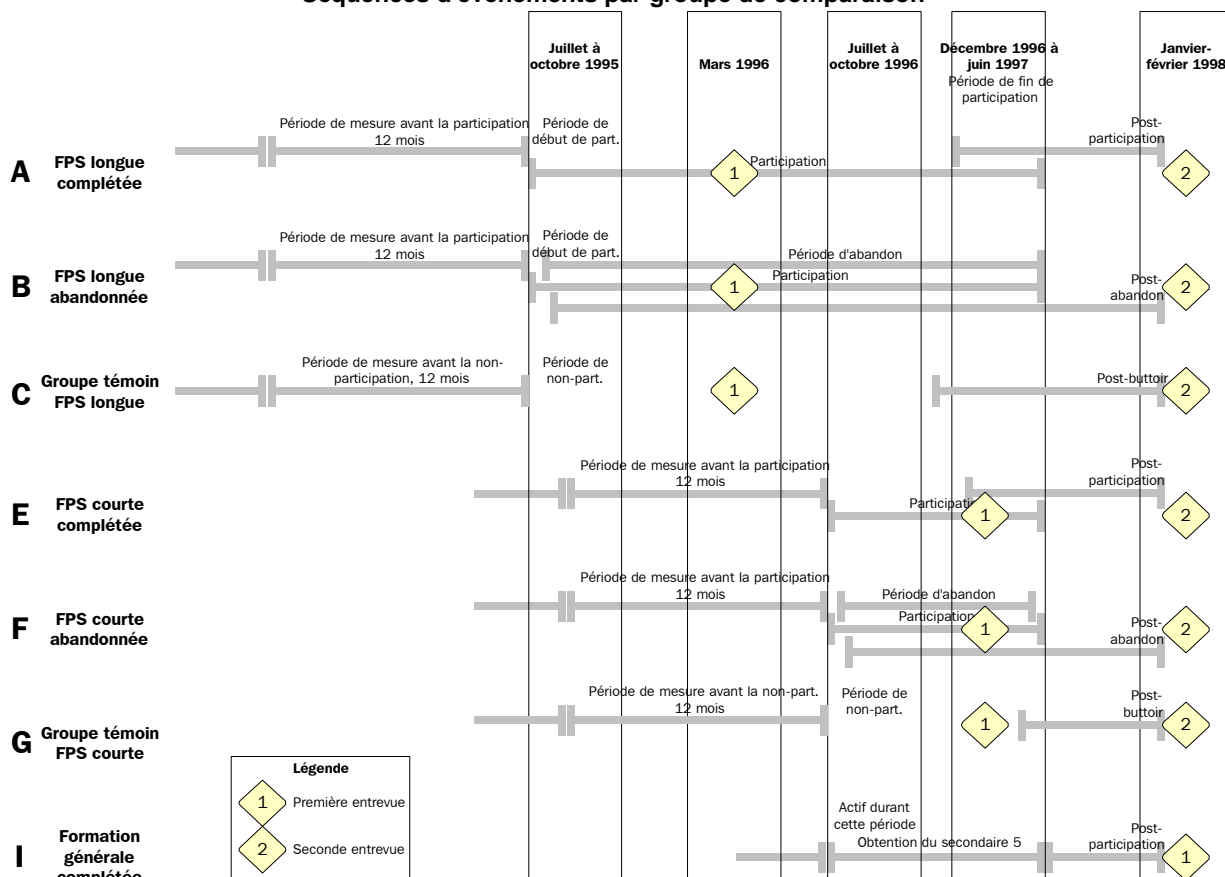 Séquences d'événements par groupe de comparaison
Juillet à
octobre 1995
Mars 1996
Juillet à
octobre 1996
Décembre 1996 à
juin 1997
Période de fin de
participation
Janvier-
février 1998
A
FPS longue
complétée
Période de mesure avant la participation
12 mois
Période de
début de part.
Participation
1
Post-
participation
2
B
FPS longue
abandonnée
Période de mesure avant la participation
12 mois
Période de
début de part.
Période d'abandon
Participation
1
Post-
abandon
2
C
Groupe témoin
FPS longue
Période de mesure avant la non-
participation, 12 mois
Période de
non-part.
1
Post-buttoir
2
E
FPS courte
complétée
Période de mesure avant la participation
12 mois
Participation
1
Post-
participation
2
F
FPS courte
abandonnée
Période de mesure avant la participation
12 mois
Période d'abandon
Participation
1
Post-
abandon
2
G
Groupe témoin
FPS courte
Période de mesure avant la non-part.
12 mois
Période de
non-part.
1
Post-
buttoir
2
Légende
1 Première entrevue
2 Seconde entrevue
I
Formation
générale
complétée
Actif durant
cette période
Obtention du secondaire 5
Post-
participation
1